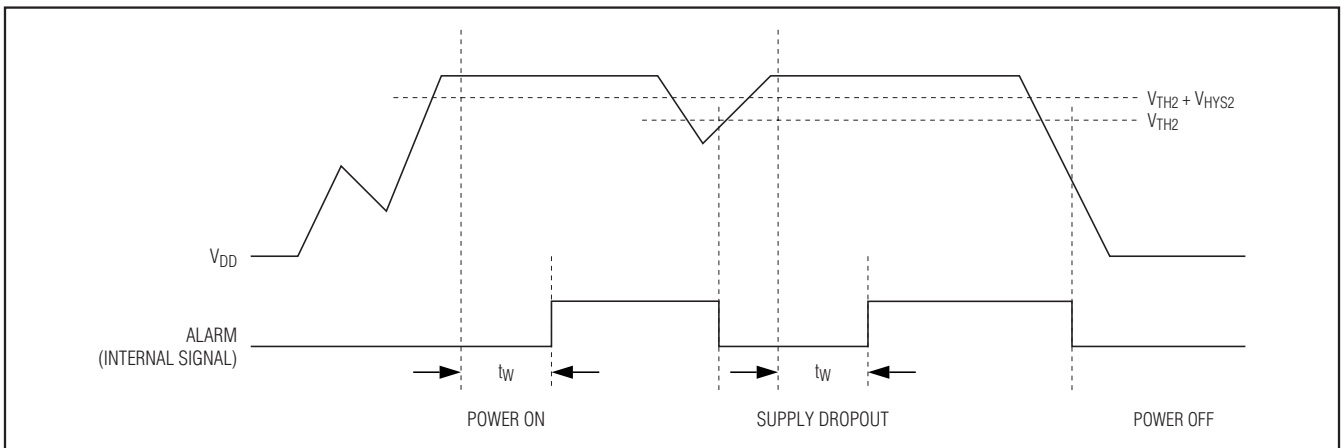 VTH2 + VHYS2
VTH2
VDD
ALARM
(INTERNAL SIGNAL)
tW
tW
POWER ON
SUPPLY DROPOUT
POWER OFF